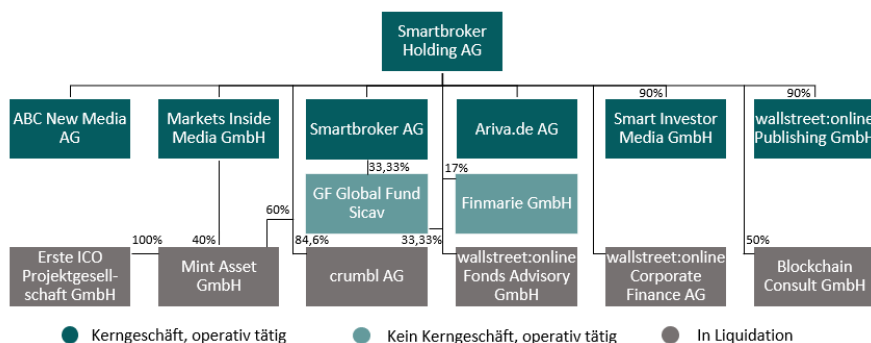 Smartbroker
Holding AG
90%
90%
ABC New Media
AG
Markets Inside
Media GmbH
Smartbroker AG
Ariva.de AG
Smart Investor
Media GmbH
wallstreet:online
Publishing GmbH
33,33%
17%
GF Global Fund
Sicav
Finmarie GmbH
60%
100%
40%
84,6%
33,33%
50%
Erste ICO
Projektgesell-
schaft GmbH
Mint Asset
GmbH
crumbl AG
wallstreet:online
Fonds Advisory
GmbH
wallstreet:online
Corporate
Finance AG
Blockchain
Consult GmbH
Kerngeschäft, operativ tätig
Kein Kerngeschäft, operativ tätig
In Liquidation